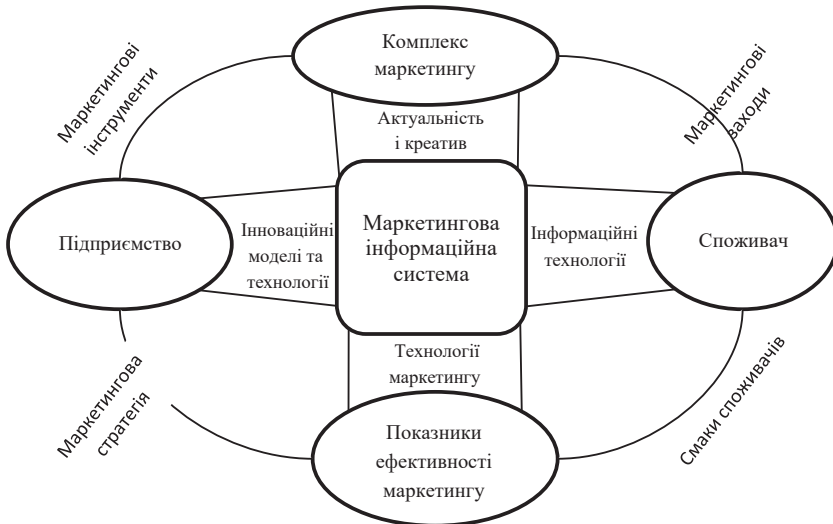 Маркетингові
інструменти
Комплекс
маркетингу
Маркетингові
заходи
Актуальність
і креатив
Підприємство
Інноваційні
моделі та
технології
Маркетингова
інформаційна
система
Інформаційні
технології
Споживач
Технології
маркетингу
Маркетингова
стратегія
Показники
ефективності
маркетингу
Смаки споживачів